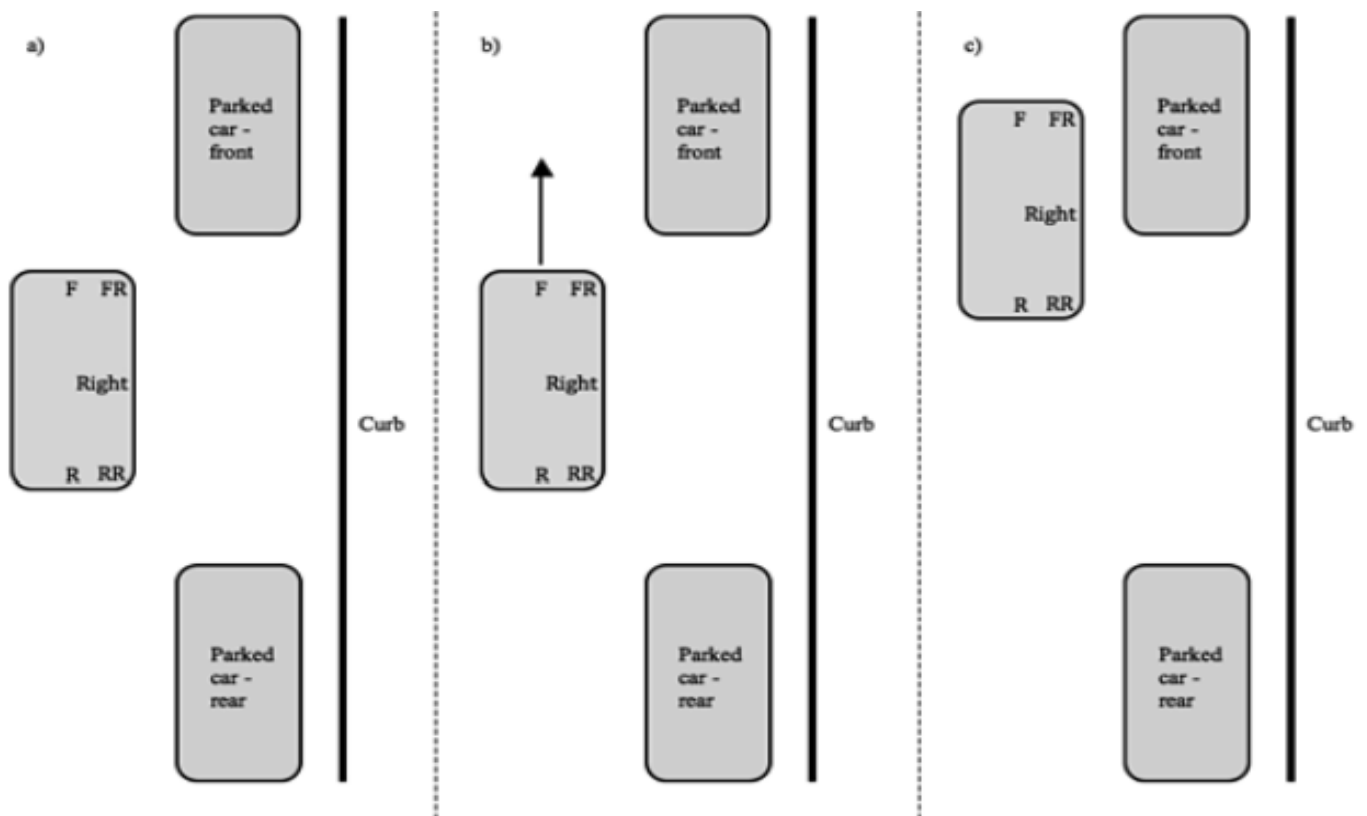 a)
Parked
car -
front
F FR
Right
R RR
Curb
Parked
car -
rear
b)
Parked
car -
front
F FR
Right
R RR
Curb
Parked
car -
rear
c)
Parked
car -
front
F FR
Right
R RR
Curb
Parked
car -
rear